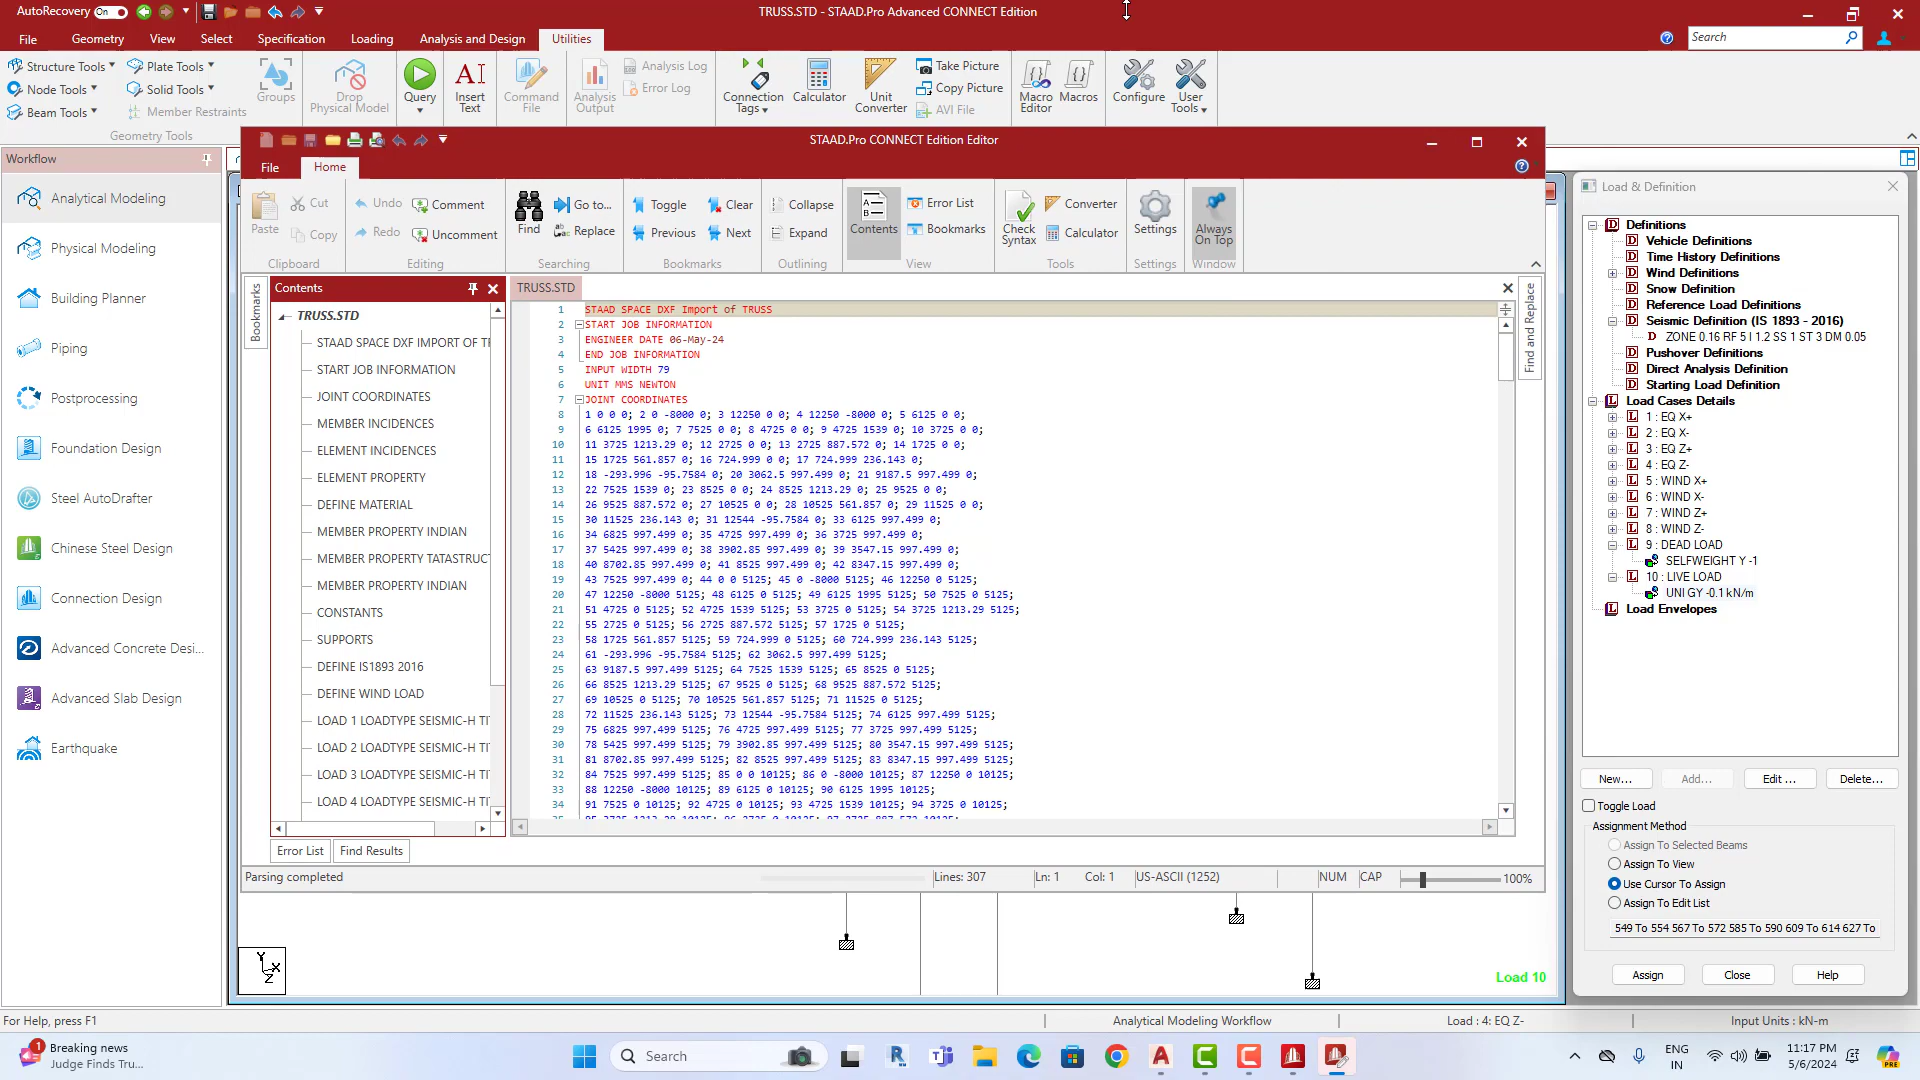 AutoRecovery On
TRUSS.STD - STAAD.Pro Advanced CONNECT Edition
File Geometry View Select Specification Loading Analysis and Design Utilities
Search
Structure Tools
Node Tools
Beam Tools
Plate Tools
Solid Tools
Member Restraints
Geometry Tools
Groups
Drop
Physical Model
Query
Insert
Text
Command
File
Analysis
Output
Analysis Log
Error Log
Connection
Tags
Calculator
Unit
Converter
Take Picture
Copy Picture
AVI File
Macro
Editor
Macros
Configure
User
Tools
Workflow
Analytical Modeling
Physical Modeling
Building Planner
Piping
Postprocessing
Foundation Design
Steel AutoDrafter
Chinese Steel Design
Connection Design
Advanced Concrete Desi...
Advanced Slab Design
Earthquake
STAAD.Pro CONNECT Edition Editor
File Home
Paste
Cut
Copy
Clipboard
Undo
Redo
Comment
Uncomment
Editing
Find
Go to...
Replace
Searching
Toggle
Previous
Clear
Next
Bookmarks
Collapse
Expand
Outlining
Contents
Error List
Bookmarks
View
Check
Syntax
Converter
Calculator
Tools
Settings
Settings
Always
On Top
Window
Bookmarks
Contents
TRUSS.STD
STAAD SPACE DXF IMPORT OF T
START JOB INFORMATION
JOINT COORDINATES
MEMBER INCIDENCES
ELEMENT INCIDENCES
ELEMENT PROPERTY
DEFINE MATERIAL
MEMBER PROPERTY INDIAN
MEMBER PROPERTY TATASTRUCT
MEMBER PROPERTY INDIAN
CONSTANTS
SUPPORTS
DEFINE IS1893 2016
DEFINE WIND LOAD
LOAD 1 LOADTYPE SEISMIC-H TI
LOAD 2 LOADTYPE SEISMIC-H TI
LOAD 3 LOADTYPE SEISMIC-H TI
LOAD 4 LOADTYPE SEISMIC-H TI
TRUSS.STD
Find and Replace
1 STAAD SPACE DXF Import of TRUSS
2 START JOB INFORMATION
3 ENGINEER DATE 06-May-24
4 END JOB INFORMATION
5 INPUT WIDTH 79
6 UNIT MMS NEWTON
7 JOINT COORDINATES
8 1 0 0 0; 2 0 -8000 0; 3 12250 0 0; 4 12250 -8000 0; 5 6125 0 0;
9 6 6125 1995 0; 7 7525 0 0; 8 4725 0 0; 9 4725 1539 0; 10 3725 0 0;
10 11 3725 1213.29 0; 12 2725 0 0; 13 2725 887.572 0; 14 1725 0 0;
11 15 1725 561.857 0; 16 724.999 0 0; 17 724.999 236.143 0;
12 18 -293.996 -95.7584 0; 20 3062.5 997.499 0; 21 9187.5 997.499 0;
13 22 7525 1539 0; 23 8525 0 0; 24 8525 1213.29 0; 25 9525 0 0;
14 26 9525 887.572 0; 27 10525 0 0; 28 10525 561.857 0; 29 11525 0 0;
15 30 11525 236.143 0; 31 12544 -95.7584 0; 33 6125 997.499 0;
16 34 6825 997.499 0; 35 4725 997.499 0; 36 3725 997.499 0;
17 37 5425 997.499 0; 38 3902.85 997.499 0; 39 3547.15 997.499 0;
18 40 8702.85 997.499 0; 41 8525 997.499 0; 42 8347.15 997.499 0;
19 43 7525 997.499 0; 44 0 0 5125; 45 0 -8000 5125; 46 12250 0 5125;
20 47 12250 -8000 5125; 48 6125 0 5125; 49 6125 1995 5125; 50 7525 0 5125;
21 51 4725 0 5125; 52 4725 1539 5125; 53 3725 0 5125; 54 3725 1213.29 5125;
22 55 2725 0 5125; 56 2725 887.572 5125; 57 1725 0 5125;
23 58 1725 561.857 5125; 59 724.999 0 5125; 60 724.999 236.143 5125;
24 61 -293.996 -95.7584 5125; 62 3062.5 997.499 5125;
25 63 9187.5 997.499 5125; 64 7525 1539 5125; 65 8525 0 5125;
26 66 8525 1213.29 5125; 67 9525 0 5125; 68 9525 887.572 5125;
27 69 10525 0 5125; 70 10525 561.857 5125; 71 11525 0 5125;
28 72 11525 236.143 5125; 73 12544 -95.7584 5125; 74 6125 997.499 5125;
29 75 6825 997.499 5125; 76 4725 997.499 5125; 77 3725 997.499 5125;
30 78 5425 997.499 5125; 79 3902.85 997.499 5125; 80 3547.15 997.499 5125;
31 81 8702.85 997.499 5125; 82 8525 997.499 5125; 83 8347.15 997.499 5125;
32 84 7525 997.499 5125; 85 0 0 10125; 86 0 -8000 10125; 87 12250 0 10125;
33 88 12250 -8000 10125; 89 6125 0 10125; 90 6125 1995 10125;
34 91 7525 0 10125; 92 4725 0 10125; 93 4725 1539 10125; 94 3725 0 10125;
Error List Find Results
Parsing completed
Lines: 307 Ln: 1 Col: 1 US-ASCII (1252) NUM CAP 100%
Y X Z
Load 10
Load & Definition
Definitions
Vehicle Definitions
Time History Definitions
Wind Definitions
Snow Definition
Reference Load Definitions
Seismic Definition (IS 1893 - 2016)
ZONE 0.16 RF 5 I 1.2 SS 1 ST 3 DM 0.05
Pushover Definitions
Direct Analysis Definition
Starting Load Definition
Load Cases Details
1 : EQ X+
2 : EQ X-
3 : EQ Z+
4 : EQ Z-
5 : WIND X+
6 : WIND X-
7 : WIND Z+
8 : WIND Z-
9 : DEAD LOAD
SELFWEIGHT Y -1
10 : LIVE LOAD
UNI GY -0.1 kN/m
Load Envelopes
New... Add... Edit ... Delete...
Toggle Load
Assignment Method
Assign To Selected Beams
Assign To View
Use Cursor To Assign
Assign To Edit List
549 To 554 567 To 572 585 To 590 609 To 614 627 To
Assign Close Help
For Help, press F1
Analytical Modeling Workflow
Load : 4: EQ Z-
Input Units : kN-m
1
Breaking news
Judge Finds Tru...
Search
ENG
IN
11:17 PM
5/6/2024